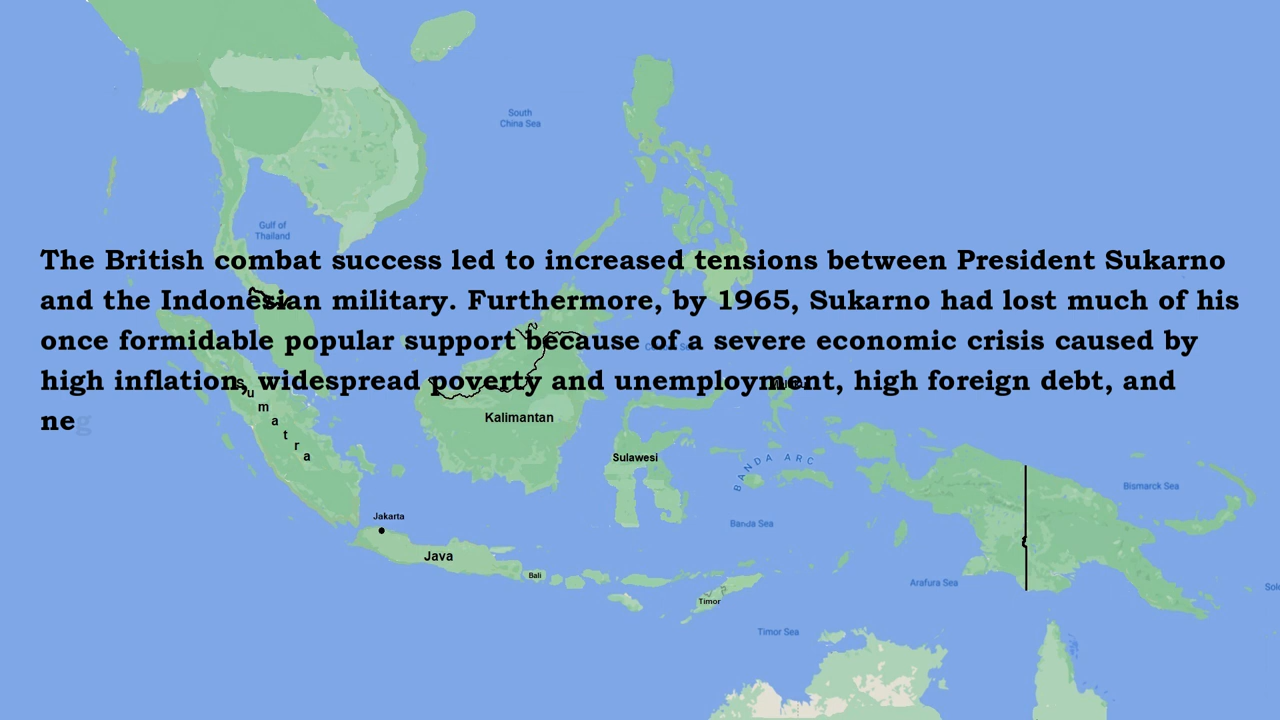 South
China Sea
Gulf of
Thailand
The British combat success led to increased tensions between President Sukarno
and the Indonesian military. Furthermore, by 1965, Sukarno had lost much of his
once formidable popular support because of a severe economic crisis caused by
high inflation, widespread poverty and unemployment, high foreign debt, and
neg
Sumatra
Kalimantan
Sulawesi
BANDA ARC
Bismarck Sea
Jakarta
Banda Sea
Java
Bali
Arafura Sea
Timor
Timor Sea